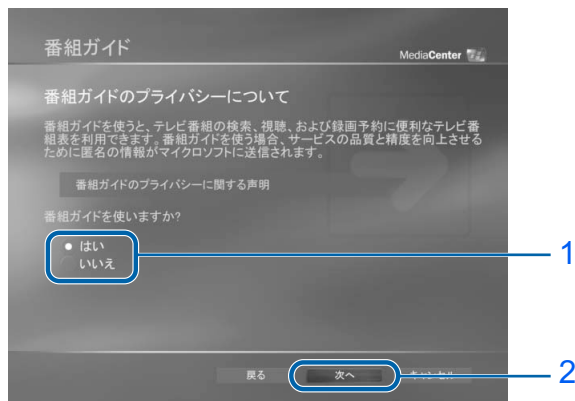 番組ガイド
MediaCenter
番組ガイドのプライバシーについて
番組ガイドを使うと、テレビ番組の検索、視聴、および録画予約に便利なテレビ番
組表を利用できます。番組ガイドを使う場合、サービスの品質と精度を向上させる
ために匿名の情報がマイクロソフトに送信されます。
番組ガイドのプライバシーに関する声明
番組ガイドを使いますか?
はい
1
いいえ
戻る 次へ キャンセル 2